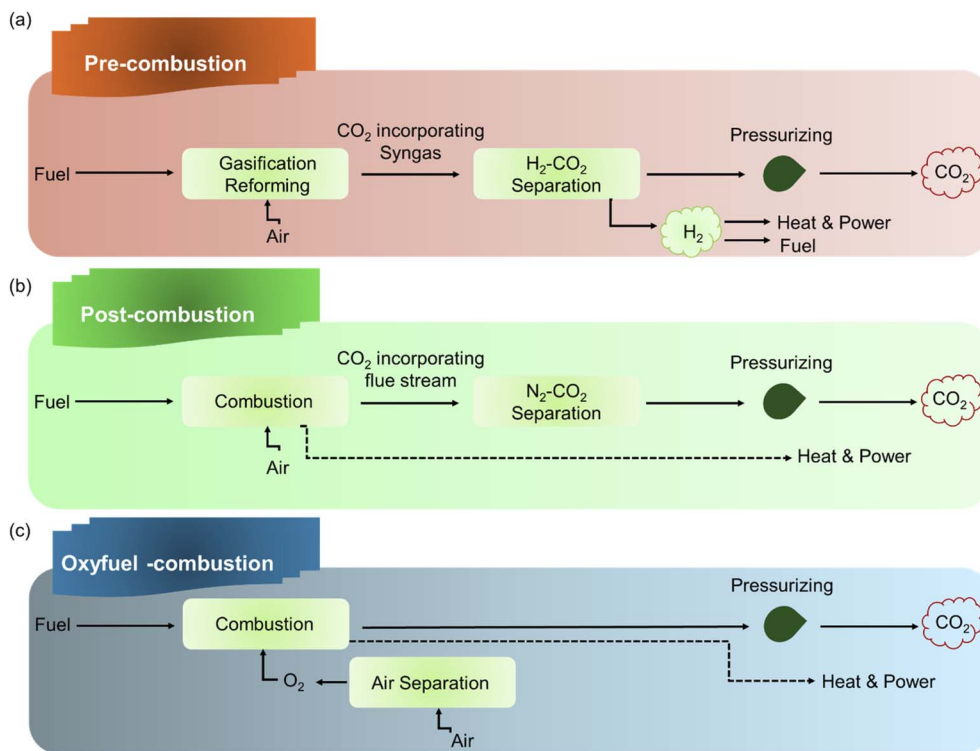 (a)
Pre-combustion
Fuel
Gasification
Reforming
Air
CO₂ incorporating
Syngas
H₂-CO₂
Separation
Pressurizing
CO₂
H₂
Heat & Power
Fuel
(b)
Post-combustion
Fuel
Combustion
Air
CO₂ incorporating
flue stream
N₂-CO₂
Separation
Pressurizing
CO₂
Heat & Power
(c)
Oxyfuel -combustion
Fuel
Combustion
O₂
Air Separation
Air
Pressurizing
CO₂
Heat & Power